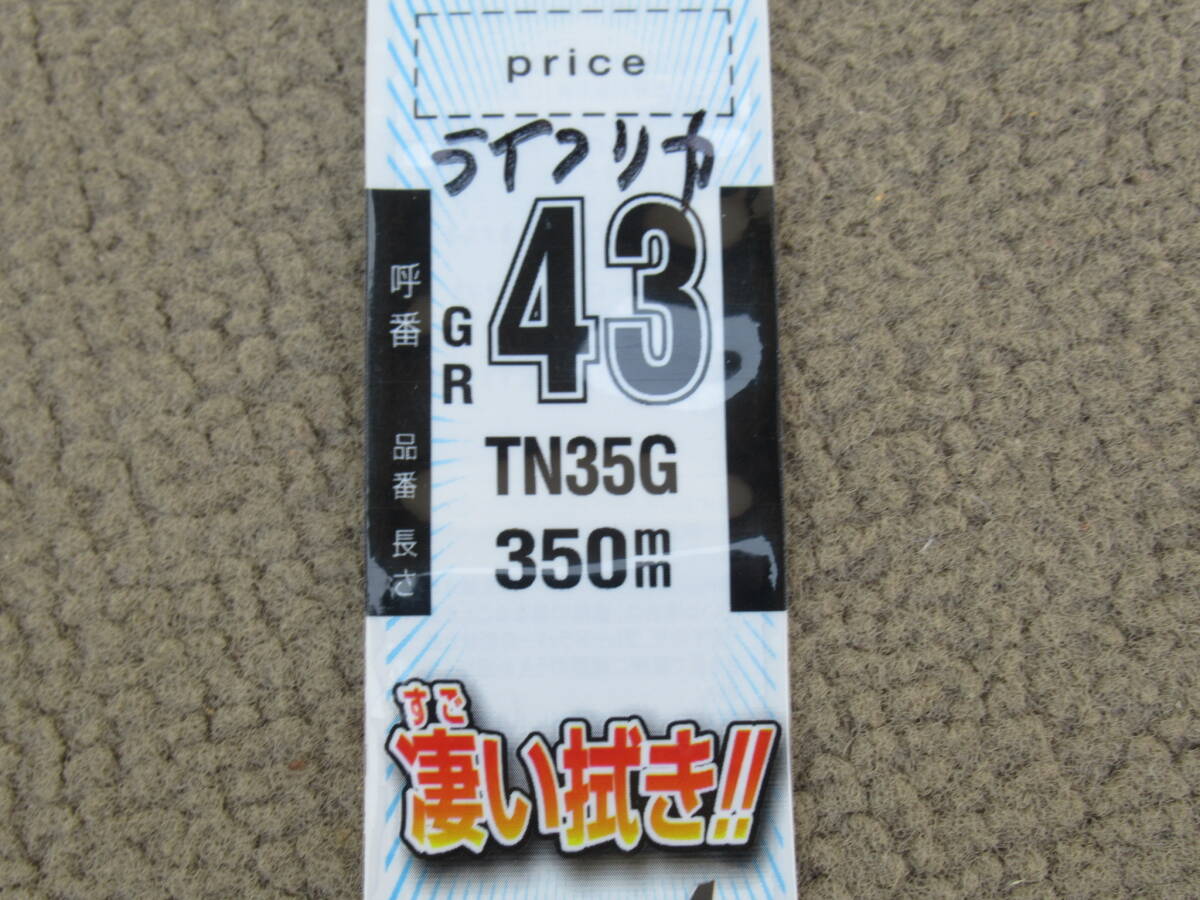 price
ライフリヤ
呼番 GR 43
品番 TN35G
長さ 350mm
すご
凄い拭き!!